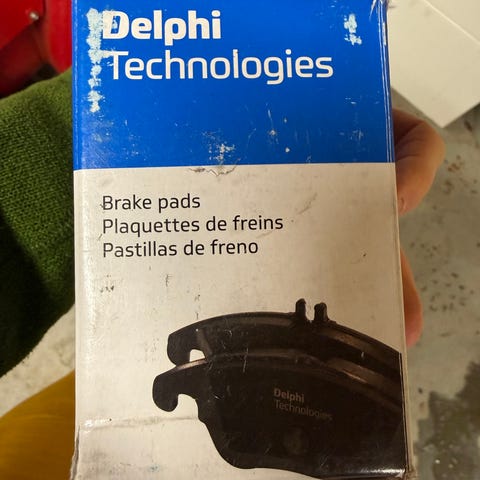 Delphi
Technologies
Brake pads
Plaquettes de freins
Pastillas de freno
Delphi
Technologies